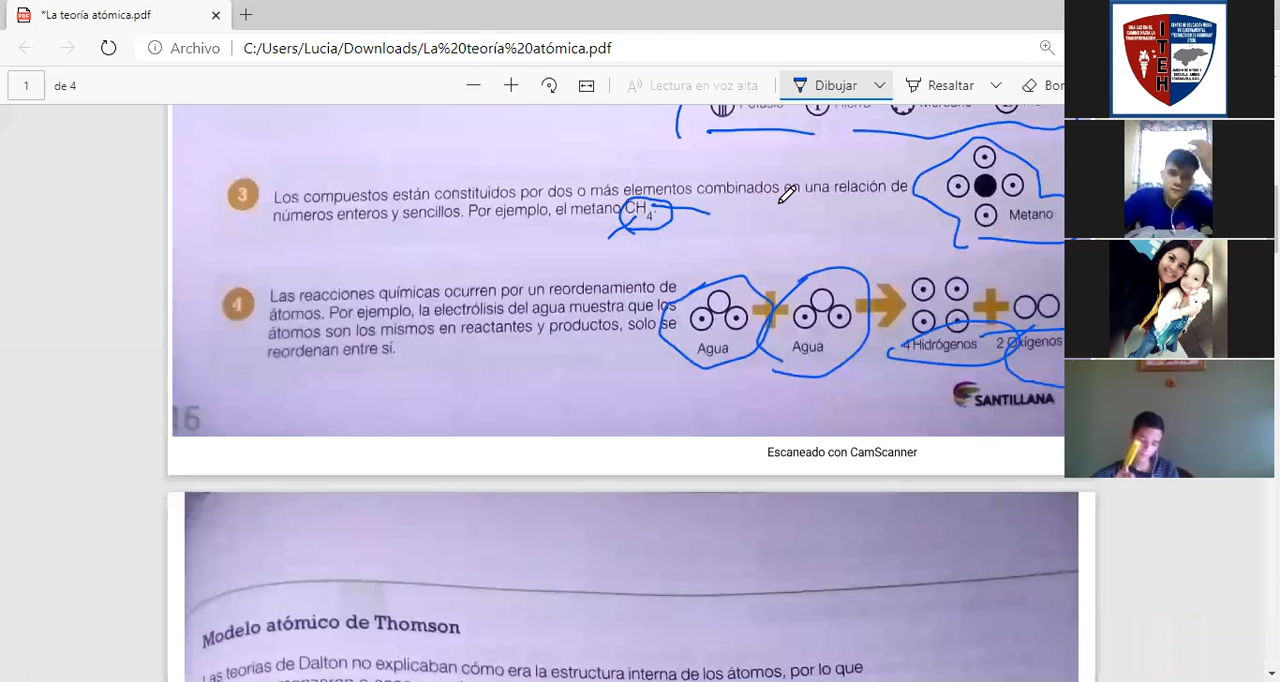 *La teoría atómica.pdf
Archivo
C:/Users/Lucia/Downloads/La%20teoría%20atómica.pdf
1
de 4
Lectura en voz alta
Dibujar
Resaltar
Bor
Potasio
Hierro
Mercurio
3
Los compuestos están constituidos por dos o más elementos combinados en una relación de
números enteros y sencillos. Por ejemplo, el metano CH4.
Metano
4
Las reacciones químicas ocurren por un reordenamiento de
átomos. Por ejemplo, la electrólisis del agua muestra que los
átomos son los mismos en reactantes y productos, solo se
reordenan entre sí.
Agua
Agua
4 Hidrógenos
2 Oxígenos
SANTILLANA
16
Escaneado con CamScanner
Modelo atómico de Thomson
Las teorías de Dalton no explicaban cómo era la estructura interna de los átomos, por lo que
ITEH